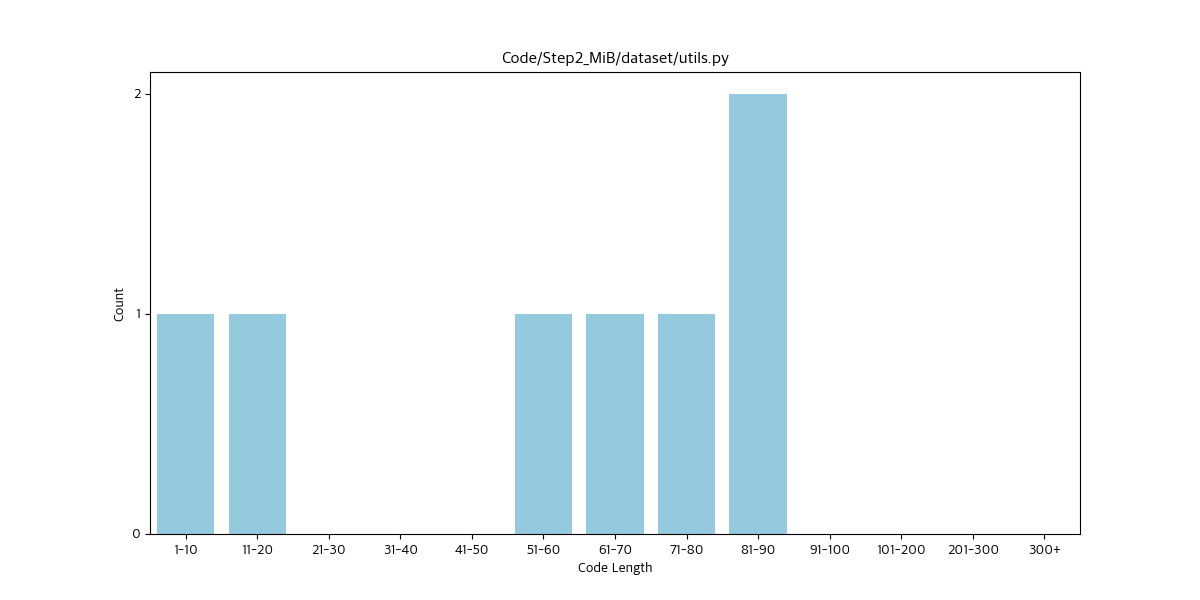 Code/Step2_MiB/dataset/utils.py
Count
2
1
0
1-10 11-20 21-30 31-40 41-50 51-60 61-70 71-80 81-90 91-100 101-200 201-300 300+
Code Length